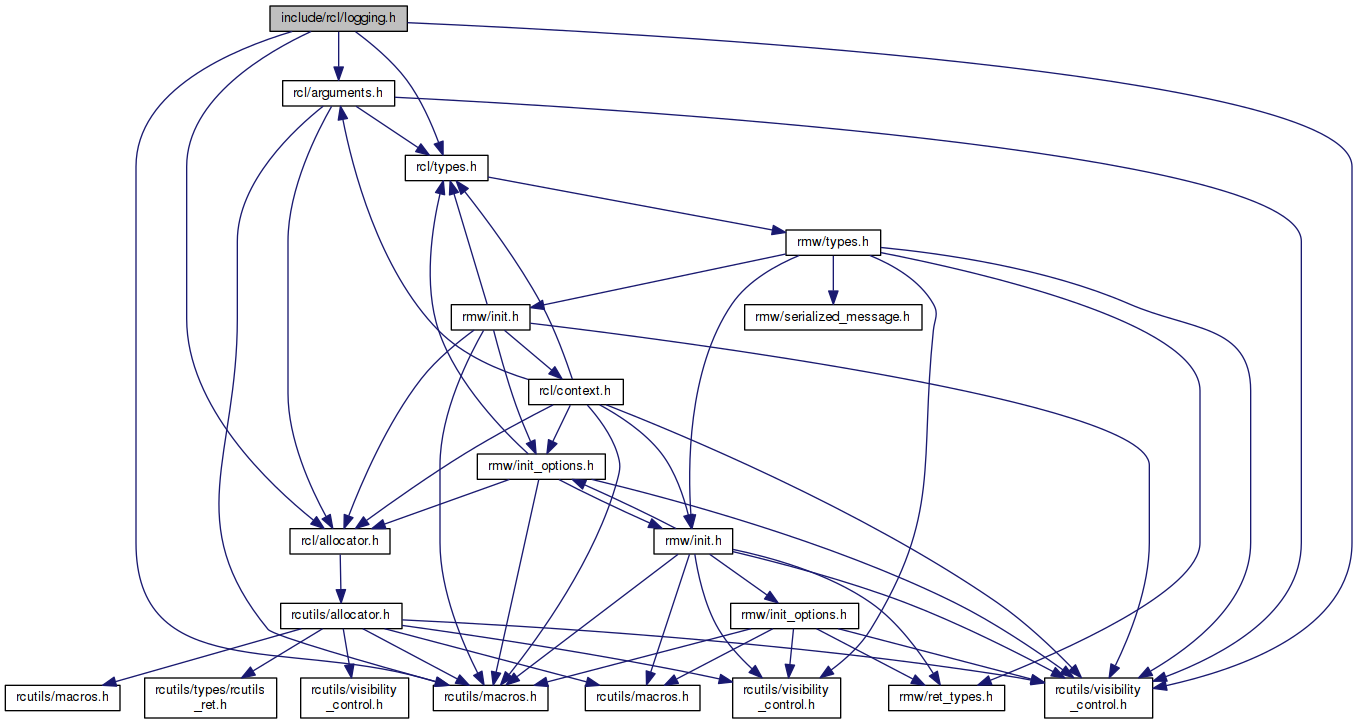 include/rcl/logging.h
rcl/arguments.h
rcl/types.h
rmw/types.h
rmw/init.h
rmw/serialized_message.h
rcl/context.h
rmw/init_options.h
rcl/allocator.h
rmw/init.h
rcutils/allocator.h
rmw/init_options.h
rcutils/macros.h
rcutils/types/rcutils
_ret.h
rcutils/visibility
_control.h
rcutils/macros.h
rcutils/macros.h
rcutils/visibility
_control.h
rmw/ret_types.h
rcutils/visibility
_control.h